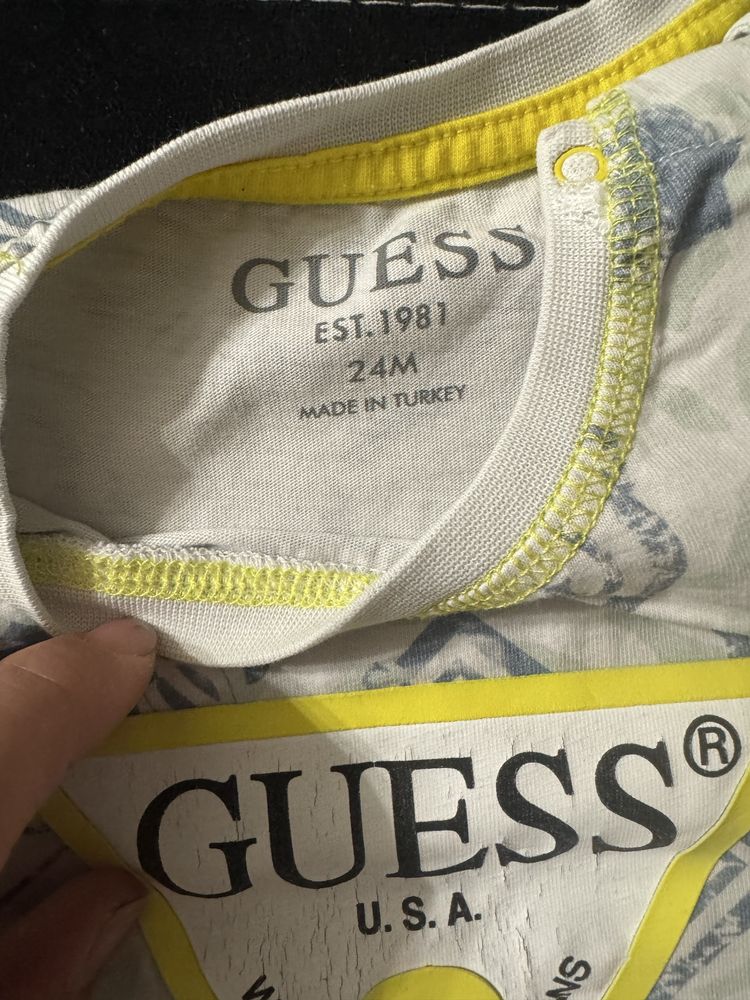 GUESS
EST. 1981
24M
MADE IN TURKEY
GUESS®
U. S. A.